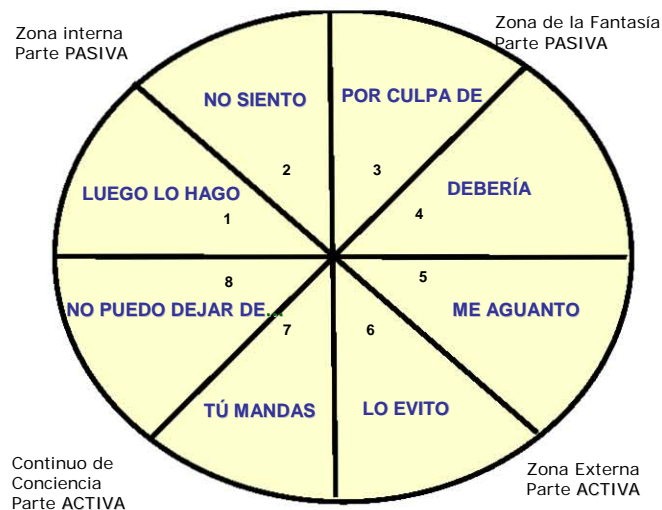 Zona interna
Parte PASIVA
Zona de la Fantasía
Parte PASIVA
NO SIENTO
POR CULPA DE
2
3
LUEGO LO HAGO
DEBERÍA
1
4
8
5
NO PUEDO DEJAR DE...
ME AGUANTO
7
6
TÚ MANDAS
LO EVITO
Continuo de
Conciencia
Parte ACTIVA
Zona Externa
Parte ACTIVA